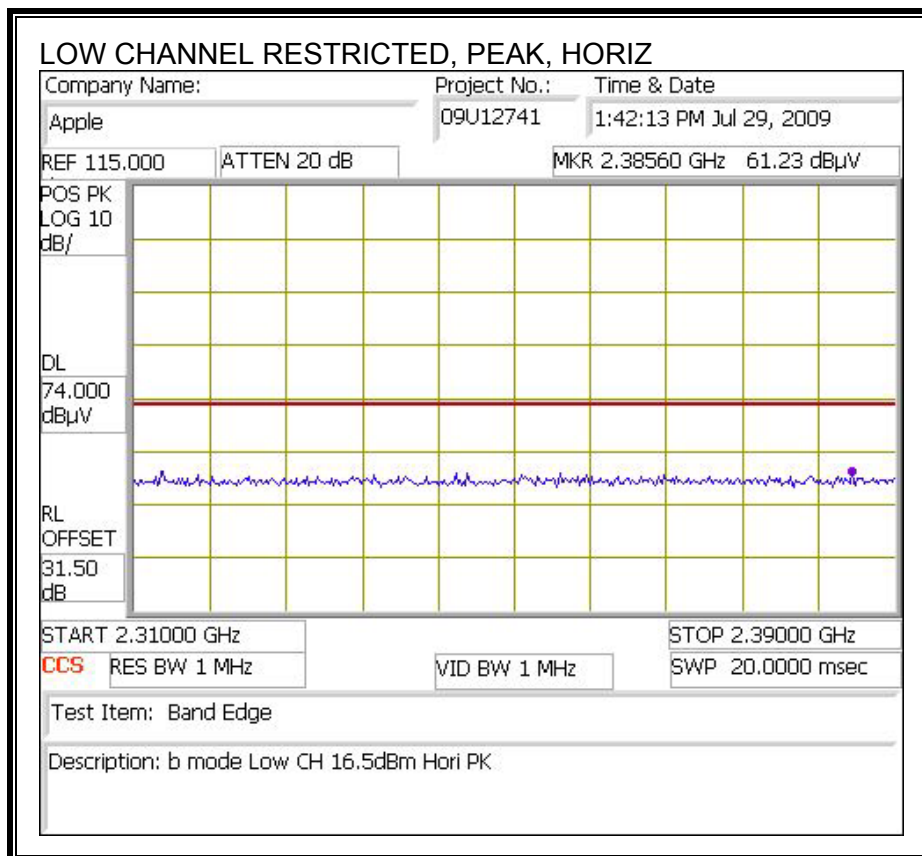 LOW CHANNEL RESTRICTED, PEAK, HORIZ
Company Name: Project No.: Time & Date
Apple 09U12741 1:42:13 PM Jul 29, 2009
REF 115.000 ATTEN 20 dB MKR 2.38560 GHz 61.23 dBµV
POS PK
LOG 10
dB/
DL
74.000
dBµV
RL
OFFSET
31.50
dB
START 2.31000 GHz STOP 2.39000 GHz
CCS RES BW 1 MHz VID BW 1 MHz SWP 20.0000 msec
Test Item: Band Edge
Description: b mode Low CH 16.5dBm Hori PK